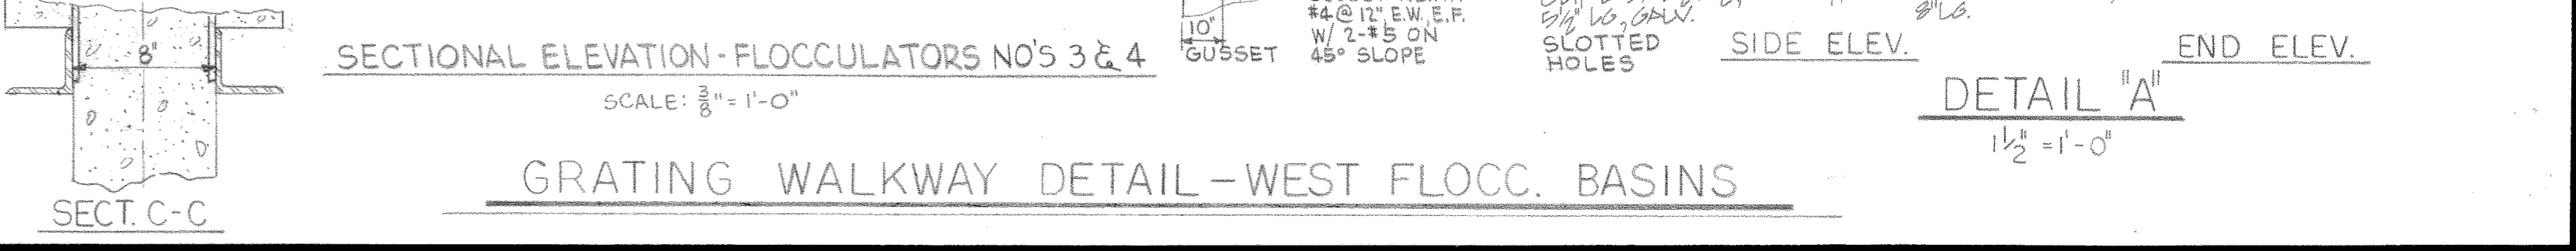 8"
SECT. C-C
SECTIONAL ELEVATION-FLOCCULATORS NO'S 3 & 4
SCALE: 3/8"=1'-0"
10"
GUSSET
#4@12", E.W., E.F.
W/ 2-#5 ON
45° SLOPE
5½" LG., GALV.
SLOTTED
HOLES
8" LG.
SIDE ELEV.
END ELEV.
DETAIL "A"
1½"=1'-0"
GRATING WALKWAY DETAIL-WEST FLOCC. BASINS